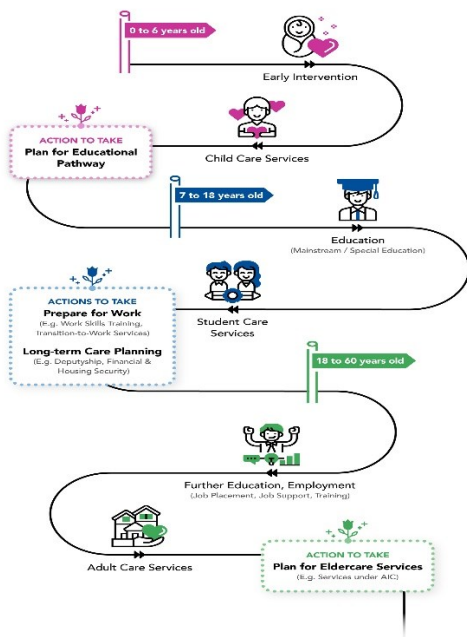 0 to 6 years old
Early Intervention
Child Care Services
ACTION TO TAKE
Plan for Educational
Pathway
7 to 18 years old
Education
(Mainstream / Special Education)
Student Care
Services
ACTIONS TO TAKE
Prepare for Work
(E.g. Work Skills Training,
Transition-to-Work Services)
Long-term Care Planning
(E.g. Deputyship, Financial &
Housing Security)
18 to 60 years old
Further Education, Employment
(Job Placement, Job Support, Training)
Adult Care Services
ACTION TO TAKE
Plan for Eldercare Services
(E.g. Services under AIC)